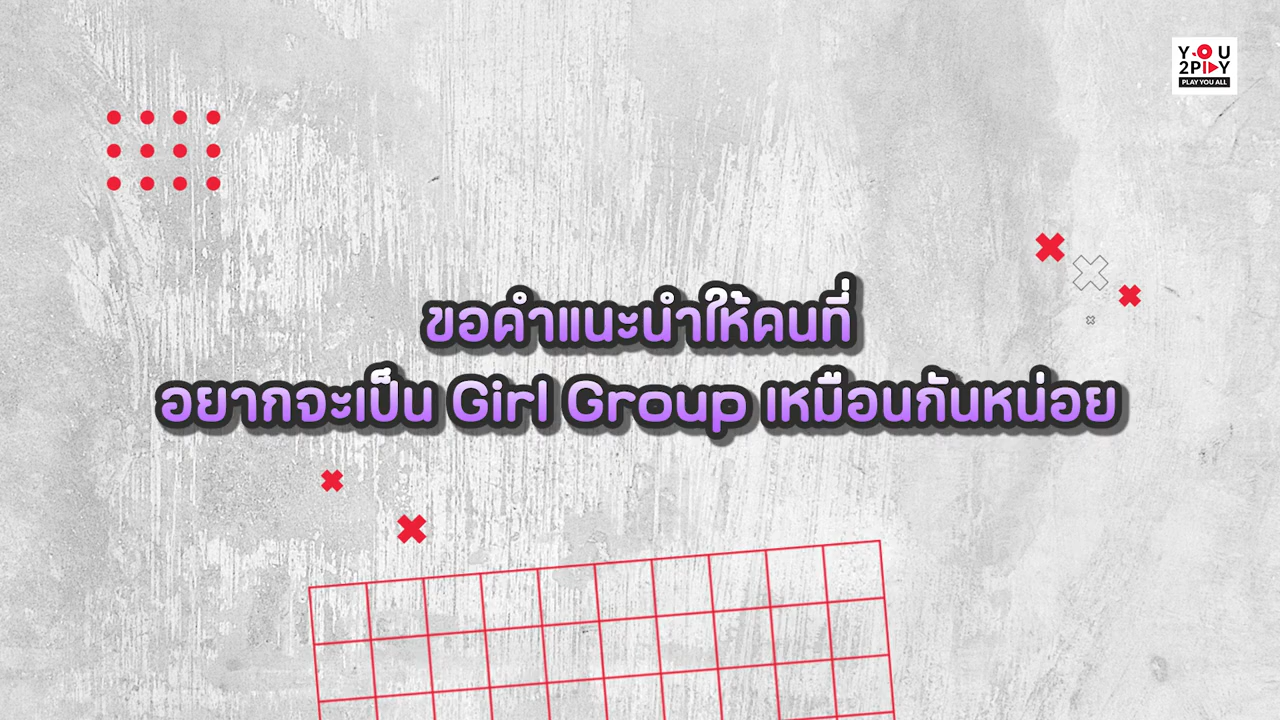 YOU
2PLAY
PLAY YOU ALL
ขอคำแนะนำให้คนที่
อยากจะเป็น Girl Group เหมือนกันหน่อย